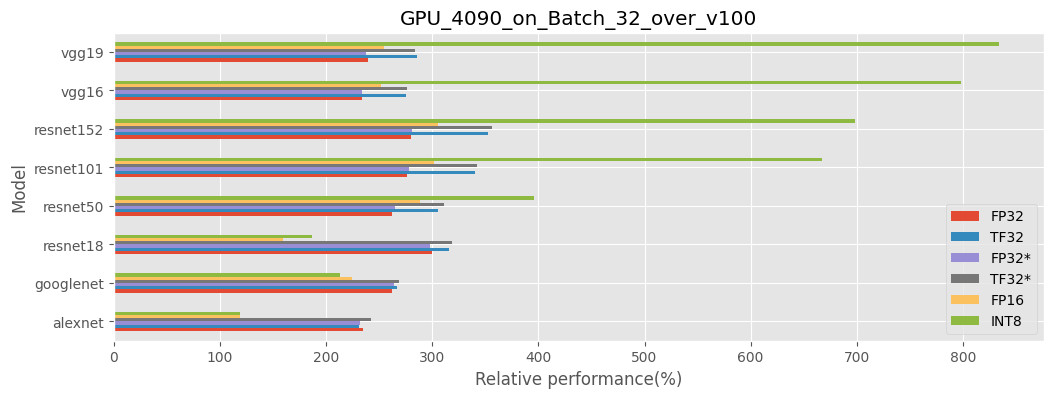 GPU_4090_on_Batch_32_over_v100
Model
vgg19
vgg16
resnet152
resnet101
resnet50
resnet18
googlenet
alexnet
FP32
TF32
FP32*
TF32*
FP16
INT8
0 100 200 300 400 500 600 700 800
Relative performance(%)